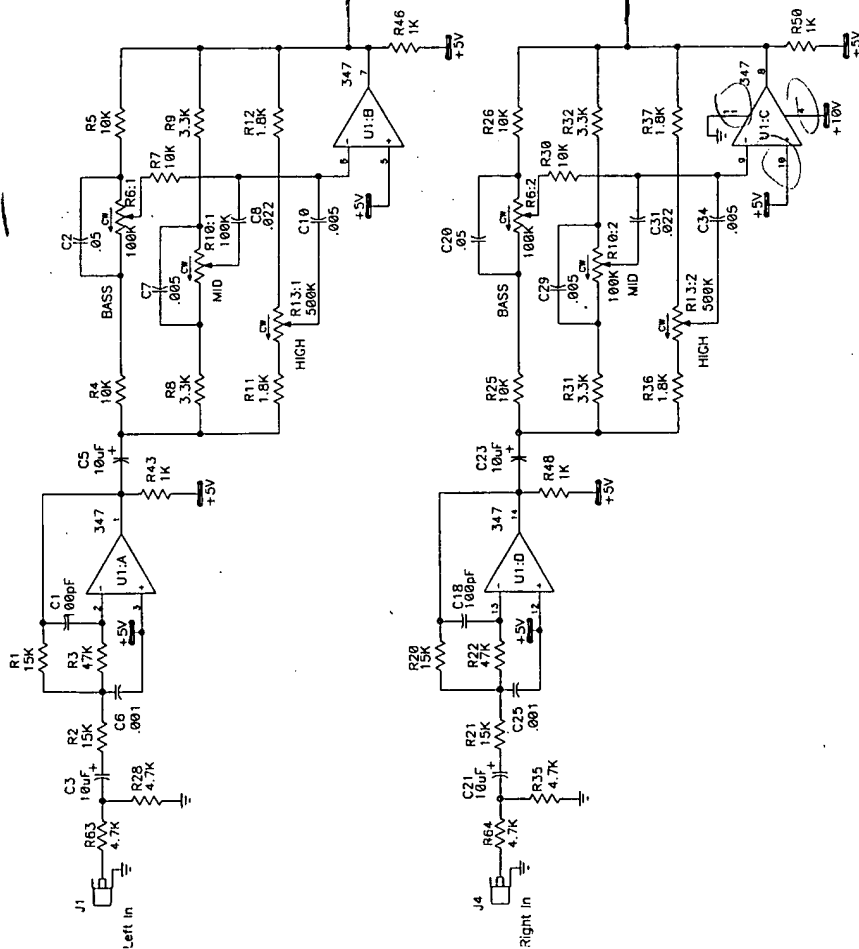 J1
Left In
R63
4.7K
C3
10uF
+
R28
4.7K
R2
15K
C6
.001
R1
15K
R3
47K
C1
100pF
2
3
-
+
+5V
U1:A
347
1
R43
1K
+5V
C5
10uF
+
R4
10K
R8
3.3K
R11
1.8K
BASS
C2
.05
CW
R6:1
100K
C7
.005
CW
R10:1
100K
MID
CW
R13:1
500K
HIGH
R5
10K
R7
10K
R9
3.3K
C8
.022
R12
1.8K
C10
.005
6
5
-
+
+5V
U1:B
347
7
R46
1K
+5V
J4
Right In
R64
4.7K
C21
10uF
+
R35
4.7K
R21
15K
C25
.001
R20
15K
R22
47K
C18
100pF
13
12
-
+
+5V
U1:D
347
14
R48
1K
+5V
C23
10uF
+
R25
10K
R31
3.3K
R36
1.8K
BASS
C20
.05
CW
R6:2
100K
C29
.005
CW
R10:2
100K
MID
CW
R13:2
500K
HIGH
R26
10K
R30
10K
R32
3.3K
C31
.022
R37
1.8K
C34
.005
9
10
-
+
+5V
U1:C
347
8
4
+10V
R50
1K
+5V